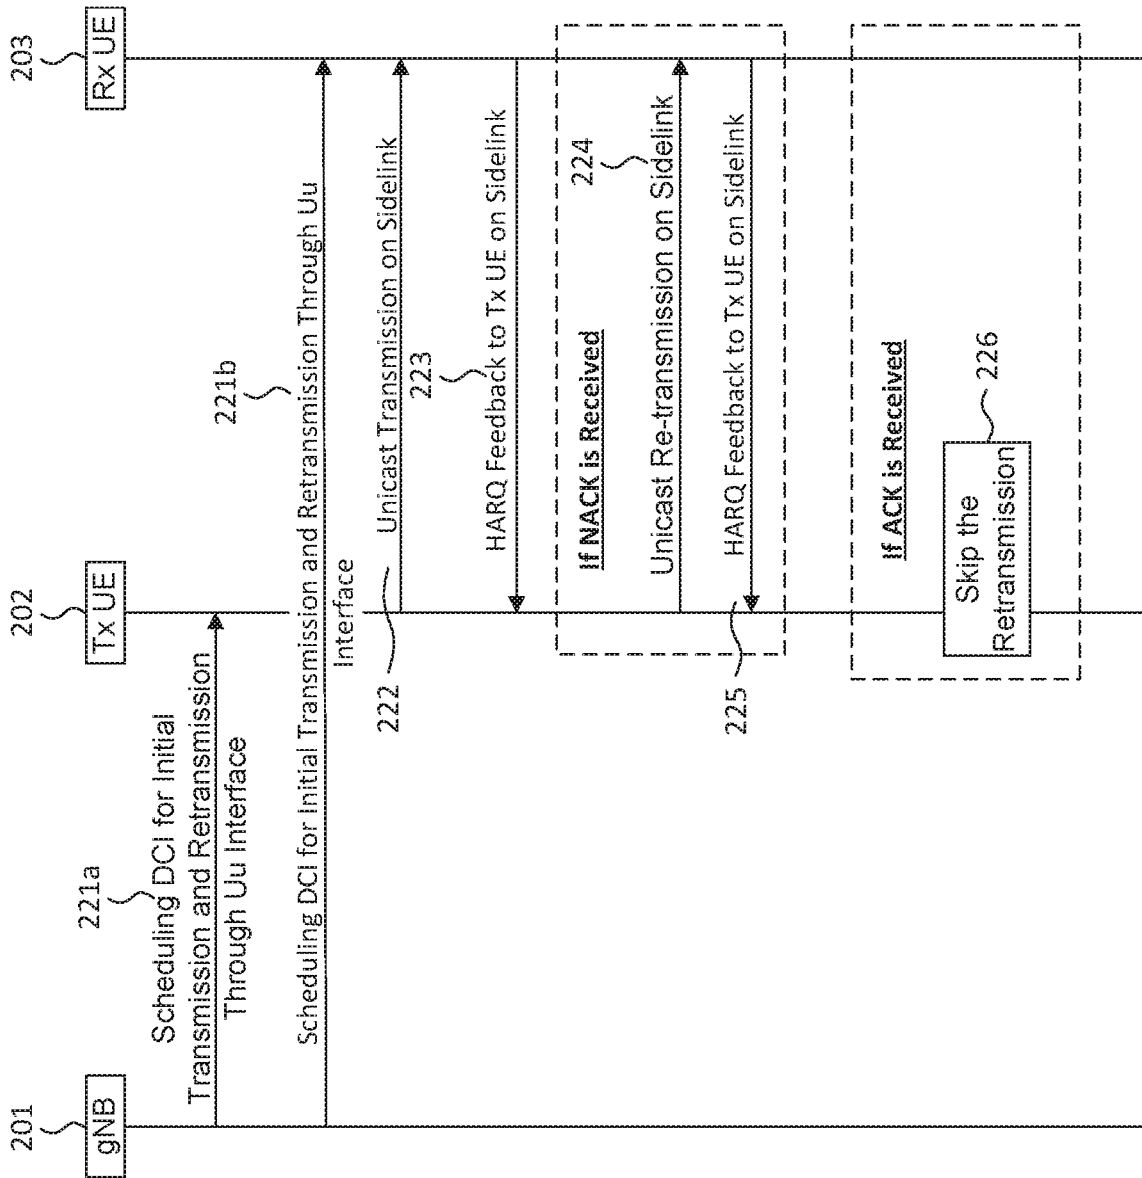 201
gNB
202
Tx UE
203
Rx UE
221a
Scheduling DCI for Initial
Transmission and Retransmission
Through Uu Interface
221b
Scheduling DCI for Initial Transmission and Retransmission Through Uu
Interface
222
Unicast Transmission on Sidelink
223
HARQ Feedback to Tx UE on Sidelink
If NACK is Received
224
Unicast Re-transmission on Sidelink
HARQ Feedback to Tx UE on Sidelink
225
If ACK is Received
Skip the
Retransmission
226